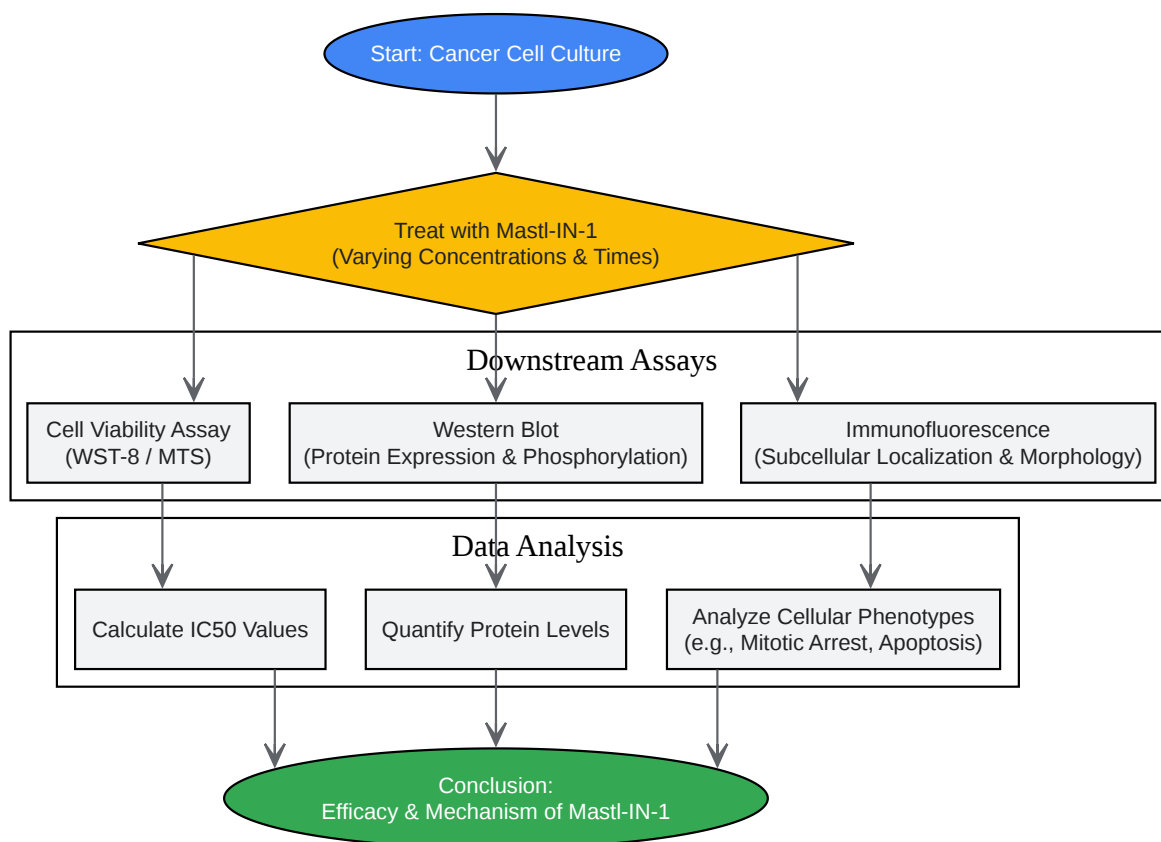 Start: Cancer Cell Culture
Treat with Mastl-IN-1
(Varying Concentrations & Times)
Downstream Assays
Cell Viability Assay
(WST-8 / MTS)
Western Blot
(Protein Expression & Phosphorylation)
Immunofluorescence
(Subcellular Localization & Morphology)
Data Analysis
Calculate IC50 Values
Quantify Protein Levels
Analyze Cellular Phenotypes
(e.g., Mitotic Arrest, Apoptosis)
Conclusion:
Efficacy & Mechanism of Mastl-IN-1